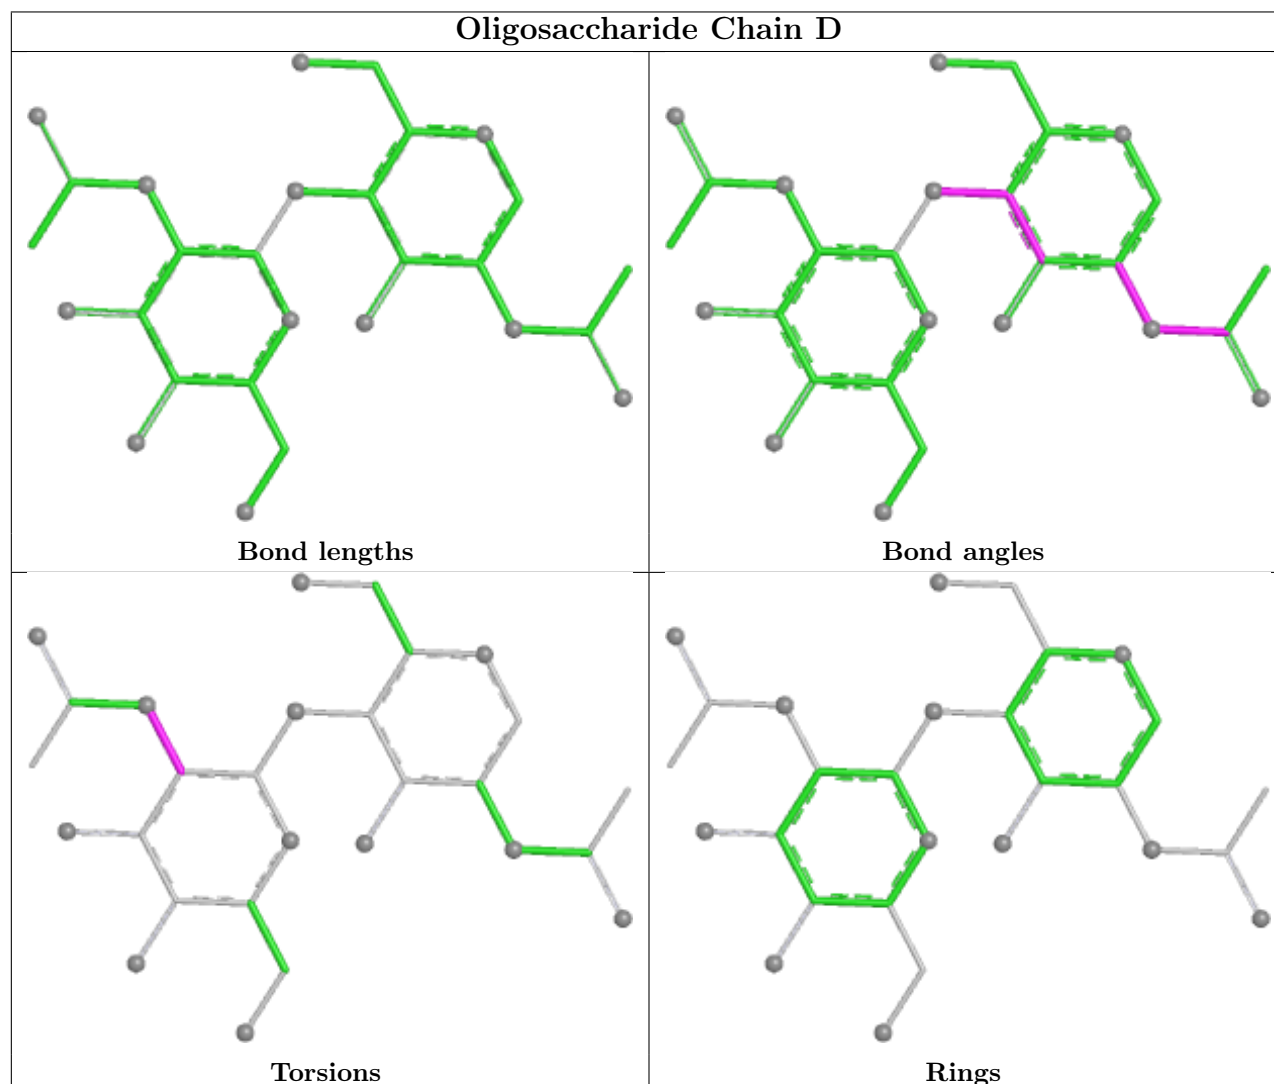 Oligosaccharide Chain D
Bond lengths
Bond angles
Torsions
Rings